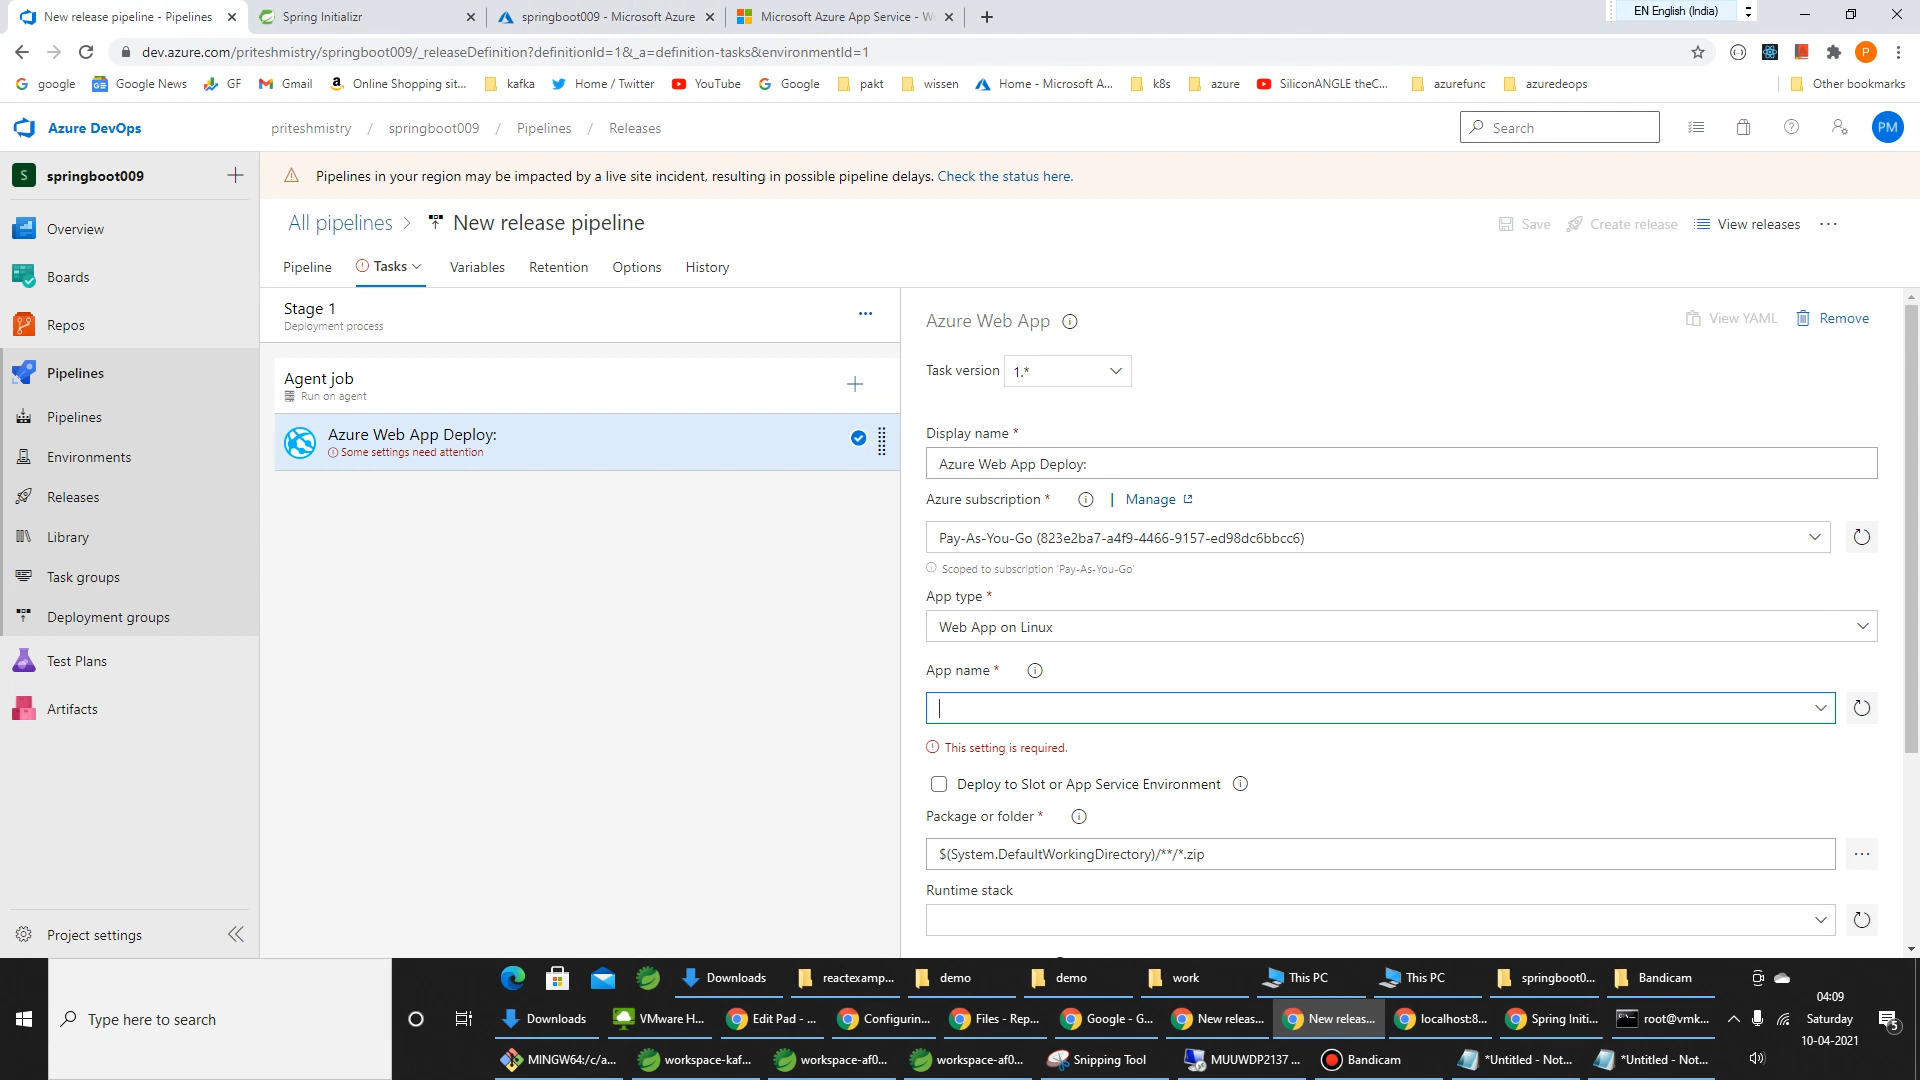 New release pipeline - Pipelines
Spring Initializr
springboot009 - Microsoft Azure
Microsoft Azure App Service - W
EN English (India)
dev.azure.com/priteshmistry/springboot009/_releaseDefinition?definitionId=1&_a=definition-tasks&environmentId=1
P
google
Google News
GF
Gmail
Online Shopping sit...
kafka
Home / Twitter
YouTube
Google
pakt
wissen
Home - Microsoft A...
k8s
azure
SiliconANGLE theC...
azurefunc
azuredeops
Other bookmarks
Azure DevOps
priteshmistry / springboot009 / Pipelines / Releases
Search
PM
S springboot009
Pipelines in your region may be impacted by a live site incident, resulting in possible pipeline delays. Check the status here.
Overview
Boards
Repos
Pipelines
Pipelines
Environments
Releases
Library
Task groups
Deployment groups
Test Plans
Artifacts
Project settings
All pipelines > New release pipeline
Save
Create release
View releases
Pipeline
Tasks
Variables
Retention
Options
History
Stage 1
Deployment process
Agent job
Run on agent
Azure Web App Deploy:
Some settings need attention
Azure Web App
View YAML
Remove
Task version 1.*
Display name *
Azure Web App Deploy:
Azure subscription * | Manage
Pay-As-You-Go (823e2ba7-a4f9-4466-9157-ed98dc6bbcc6)
Scoped to subscription 'Pay-As-You-Go'
App type *
Web App on Linux
App name *
This setting is required.
Deploy to Slot or App Service Environment
Package or folder *
$(System.DefaultWorkingDirectory)/**/*.zip
Runtime stack
Type here to search
Downloads
reactexamp...
demo
demo
work
This PC
This PC
springboot0...
Bandicam
Downloads
VMware H...
Edit Pad - ...
Configurin...
Files - Rep...
Google - G...
New releas...
New releas...
localhost:8...
Spring Initi...
root@vmk...
MINGW64:/c/a...
workspace-kaf...
workspace-af0...
workspace-af0...
Snipping Tool
MUUWDP2137 ...
Bandicam
*Untitled - Not...
*Untitled - Not...
04:09
Saturday
10-04-2021
5